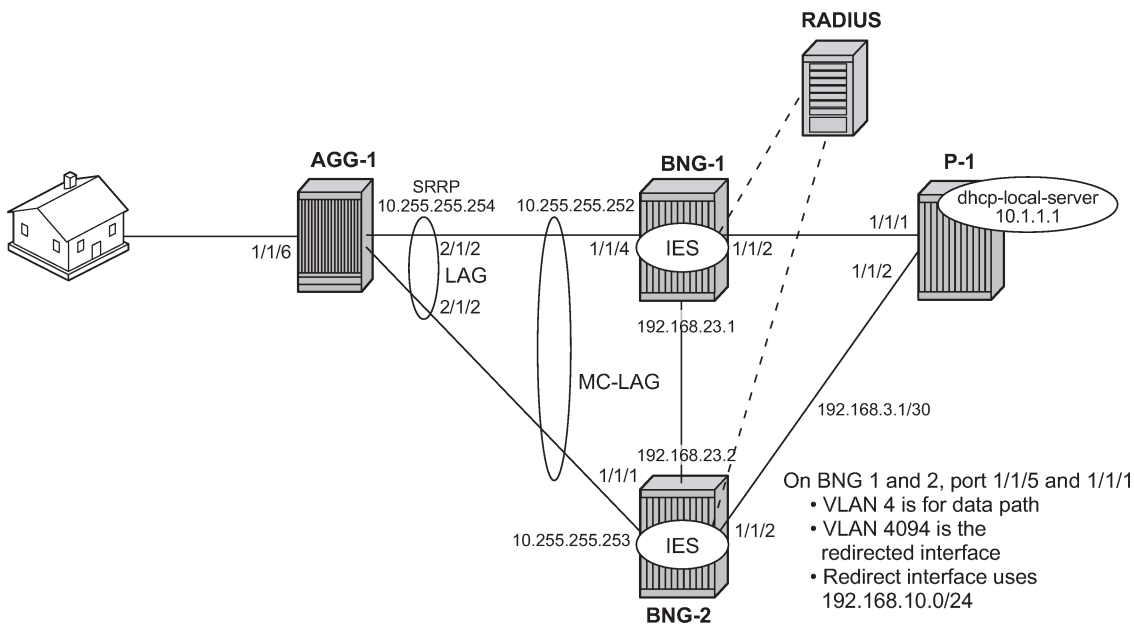 RADIUS
AGG-1
BNG-1
P-1
SRRP
10.255.255.254
10.255.255.252
dhcp-local-server
10.1.1.1
1/1/6
2/1/2
1/1/4
IES
1/1/2
1/1/1
LAG
1/1/2
2/1/2
192.168.23.1
MC-LAG
192.168.3.1/30
192.168.23.2
1/1/1
On BNG 1 and 2, port 1/1/5 and 1/1/1
• VLAN 4 is for data path
• VLAN 4094 is the
redirected interface
• Redirect interface uses
192.168.10.0/24
10.255.255.253
IES
1/1/2
BNG-2